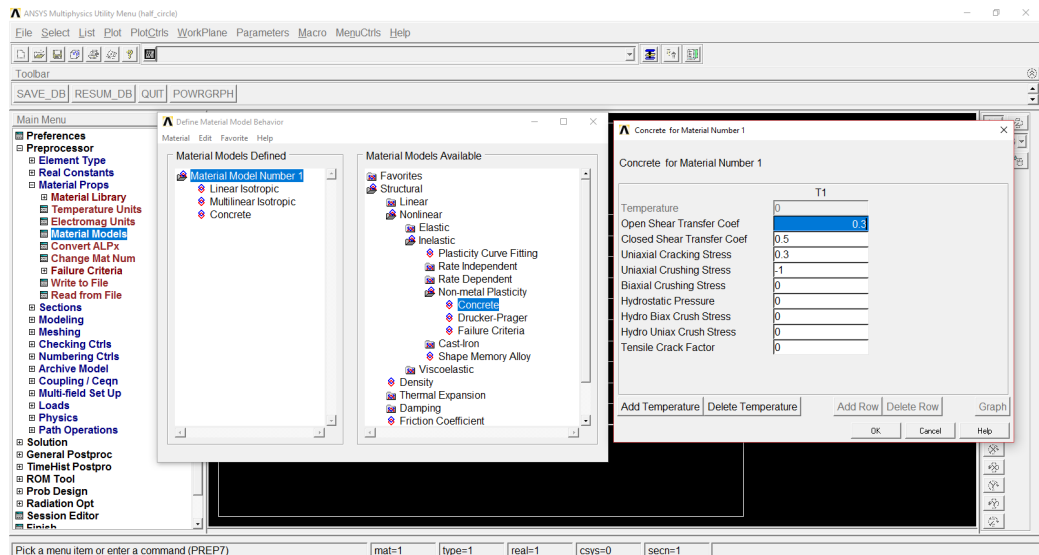 ANSYS Multiphysics Utility Menu (half_circle)
File Select List Plot PlotCtrls WorkPlane Parameters Macro MenuCtrls Help
Toolbar
SAVE_DB RESUM_DB QUIT POWRGRPH
Main Menu
Preferences
Preprocessor
Element Type
Real Constants
Material Props
Material Library
Temperature Units
Electromag Units
Material Models
Convert ALPx
Change Mat Num
Failure Criteria
Write to File
Read from File
Sections
Modeling
Meshing
Checking Ctrls
Numbering Ctrls
Archive Model
Coupling / Ceqn
Multi-field Set Up
Loads
Physics
Path Operations
Solution
General Postproc
TimeHist Postpro
ROM Tool
Prob Design
Radiation Opt
Session Editor
Finish
Define Material Model Behavior
Material Edit Favorite Help
Material Models Defined
Material Model Number 1
Linear Isotropic
Multilinear Isotropic
Concrete
Material Models Available
Favorites
Structural
Linear
Nonlinear
Elastic
Inelastic
Plasticity Curve Fitting
Rate Independent
Rate Dependent
Non-metal Plasticity
Concrete
Drucker-Prager
Failure Criteria
Cast-Iron
Shape Memory Alloy
Viscoelastic
Density
Thermal Expansion
Damping
Friction Coefficient
Concrete for Material Number 1
Concrete for Material Number 1
T1
Temperature 0
Open Shear Transfer Coef 0.3
Closed Shear Transfer Coef 0.5
Uniaxial Cracking Stress 0.3
Uniaxial Crushing Stress -1
Biaxial Crushing Stress 0
Hydrostatic Pressure 0
Hydro Biax Crush Stress 0
Hydro Uniax Crush Stress 0
Tensile Crack Factor 0
Add Temperature Delete Temperature Add Row Delete Row Graph
OK Cancel Help
Pick a menu item or enter a command (PREP7) mat=1 type=1 real=1 csys=0 secn=1